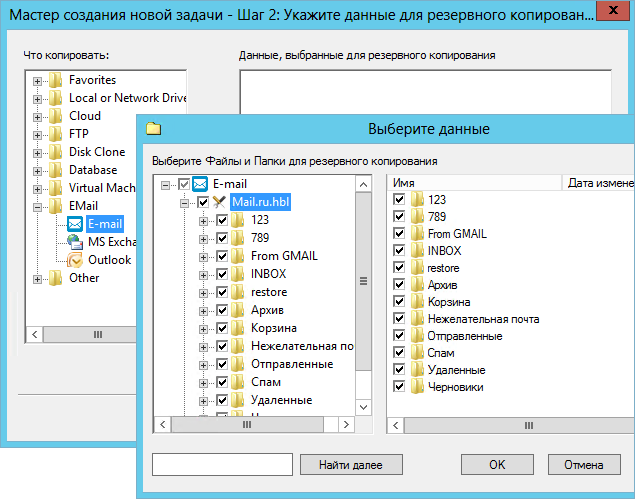 Мастер создания новой задачи - Шаг 2: Укажите данные для резервного копирован...
Что копировать:
Данные, выбранные для резервного копирования
Favorites
Local or Network Drive
Cloud
FTP
Disk Clone
Database
Virtual Mach
EMail
E-mail
MS Excha
Outlook
Other
Выберите данные
Выберите Файлы и Папки для резервного копирования
E-mail
Mail.ru.hbl
123
789
From GMAIL
INBOX
restore
Архив
Корзина
Нежелательная по
Отправленные
Спам
Удаленные
Имя
Дата измене
123
789
From GMAIL
INBOX
restore
Архив
Корзина
Нежелательная почта
Отправленные
Спам
Удаленные
Черновики
Найти далее
OK
Отмена